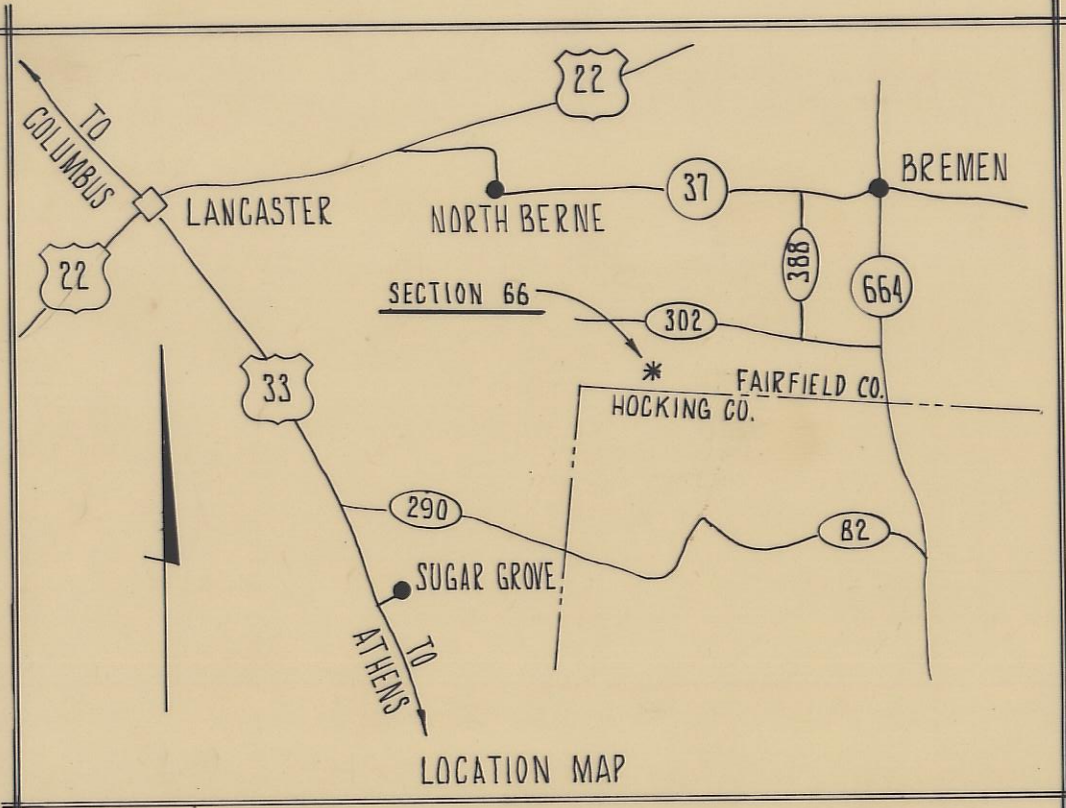 22
TO
COLUMBUS
BREMEN
37
LANCASTER
NORTH BERNE
22
388
664
SECTION 66
302
33
FAIRFIELD CO.
HOCKING CO.
290
82
SUGAR GROVE
TO
ATHENS
LOCATION MAP